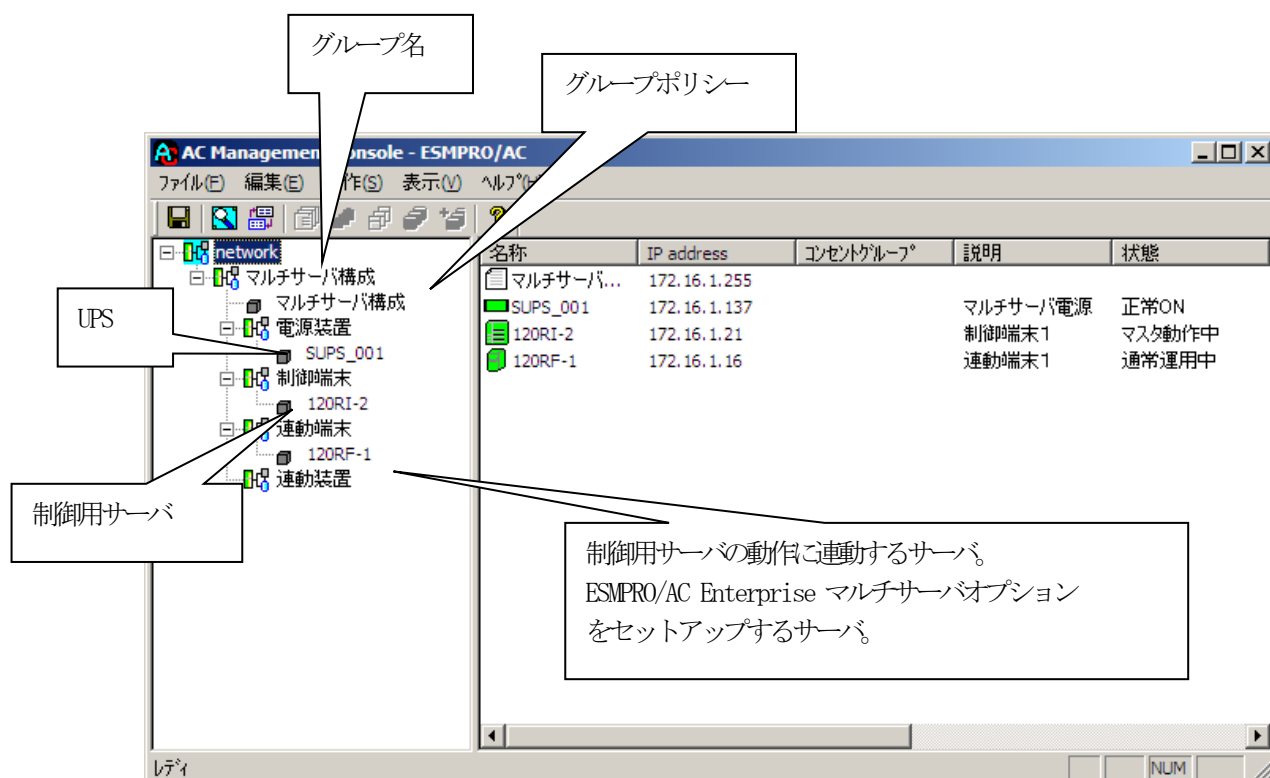 グループ名
グループポリシー
AC Managemen onsole - ESMPRO/AC
ファイル(F) 編集(E) 作(S) 表示(V) ヘルプ(H)
network
マルチサーバ構成
マルチサーバ構成
電源装置
SUPS_001
制御端末
120RI-2
連動端末
120RF-1
連動装置
UPS
制御用サーバ
名称 IP address コンセントグループ 説明 状態
マルチサーバ... 172.16.1.255
SUPS_001 172.16.1.137 マルチサーバ電源 正常ON
120RI-2 172.16.1.21 制御端末1 マスタ動作中
120RF-1 172.16.1.16 連動端末1 通常運用中
制御用サーバの動作に連動するサーバ。
ESMPRO/AC Enterprise マルチサーバオプション
をセットアップするサーバ。
レディ
NUM